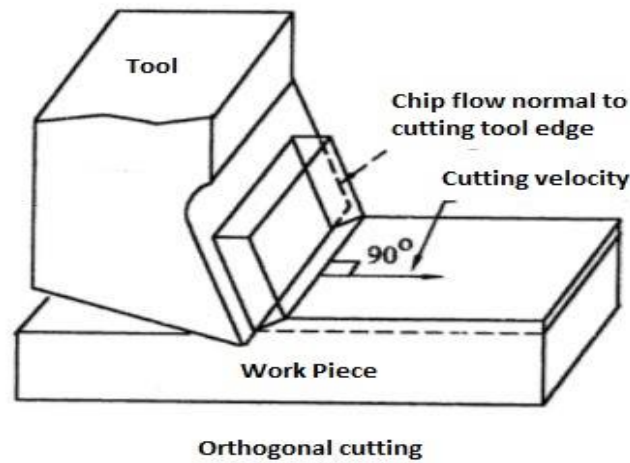 Tool
Chip flow normal to
cutting tool edge
Cutting velocity
90°
Work Piece
Orthogonal cutting